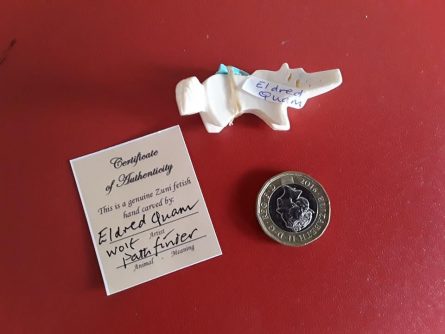 Eldred
Quam
Certificate
of Authenticity
This is a genuine Zuni fetish
hand carved by:
Eldred Quam
Artist
wolf
pathfinder
Animal Meaning